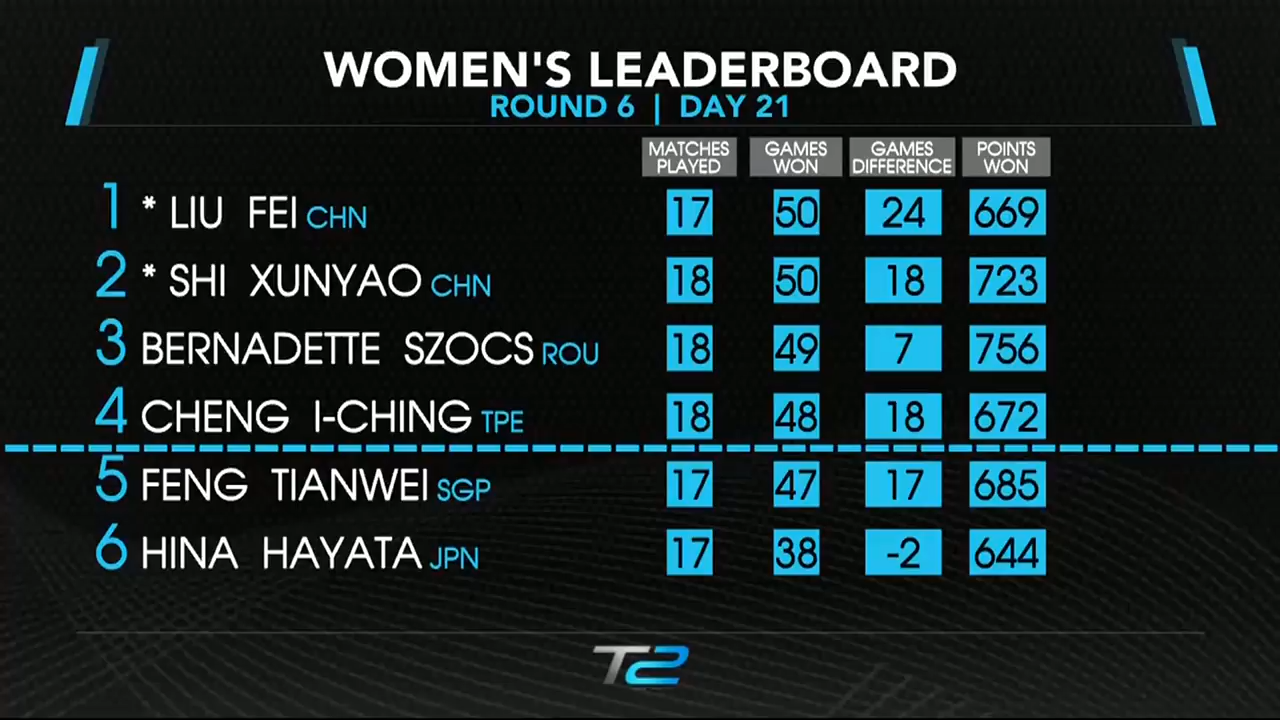 WOMEN'S LEADERBOARD
ROUND 6 | DAY 21
MATCHES PLAYED GAMES WON GAMES DIFFERENCE POINTS WON
1 * LIU FEI CHN 17 50 24 669
2 * SHI XUNYAO CHN 18 50 18 723
3 BERNADETTE SZOCS ROU 18 49 7 756
4 CHENG I-CHING TPE 18 48 18 672
5 FENG TIANWEI SGP 17 47 17 685
6 HINA HAYATA JPN 17 38 -2 644
T2